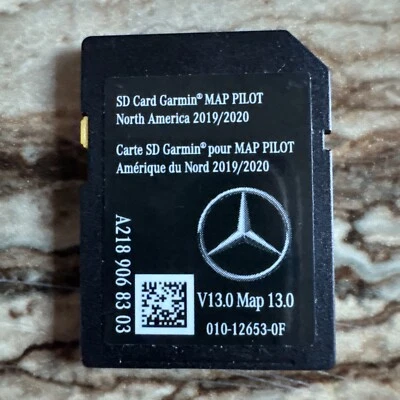 SD Card Garmin® MAP PILOT
North America 2019/2020
Carte SD Garmin® pour MAP PILOT
Amérique du Nord 2019/2020
A218 906 83 03
V13.0 Map 13.0
010-12653-0F